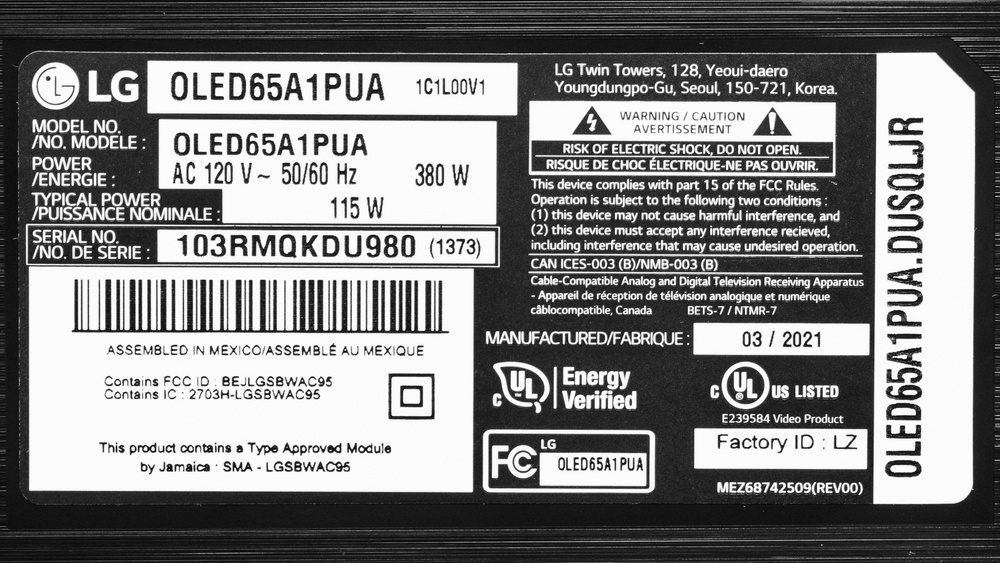 LG OLED65A1PUA 1C1L00V1
MODEL NO.
/NO. MODÈLE : OLED65A1PUA
POWER
/ENERGIE : AC 120 V ~ 50/60 Hz 380 W
TYPICAL POWER
/PUISSANCE NOMINALE : 115 W
SERIAL NO.
/NO. DE SERIE : 103RMQKDU980 (1373)
ASSEMBLED IN MEXICO/ASSEMBLÉ AU MEXIQUE
Contains FCC ID : BEJLGSBWAC95
Contains IC : 2703H-LGSBWAC95
This product contains a Type Approved Module
by Jamaica : SMA - LGSBWAC95
LG Twin Towers, 128, Yeoui-daero
Youngdungpo-Gu, Seoul, 150-721, Korea.
WARNING / CAUTION
AVERTISSEMENT
RISK OF ELECTRIC SHOCK, DO NOT OPEN.
RISQUE DE CHOC ÉLECTRIQUE-NE PAS OUVRIR.
This device complies with part 15 of the FCC Rules.
Operation is subject to the following two conditions :
(1) this device may not cause harmful interference, and
(2) this device must accept any interference recieved,
including interference that may cause undesired operation.
CAN ICES-003 (B)/NMB-003 (B)
Cable-Compatible Analog and Digital Television Receiving Apparatus
- Appareil de réception de télévision analogique et numérique
câblocompatible, Canada BETS-7 / NTMR-7
MANUFACTURED/FABRIQUE : 03 / 2021
c UL Energy
Verified
c UL US LISTED
E239584 Video Product
FC LG
OLED65A1PUA
Factory ID : LZ
MEZ68742509(REV00)
OLED65A1PUA.DUSQLJR